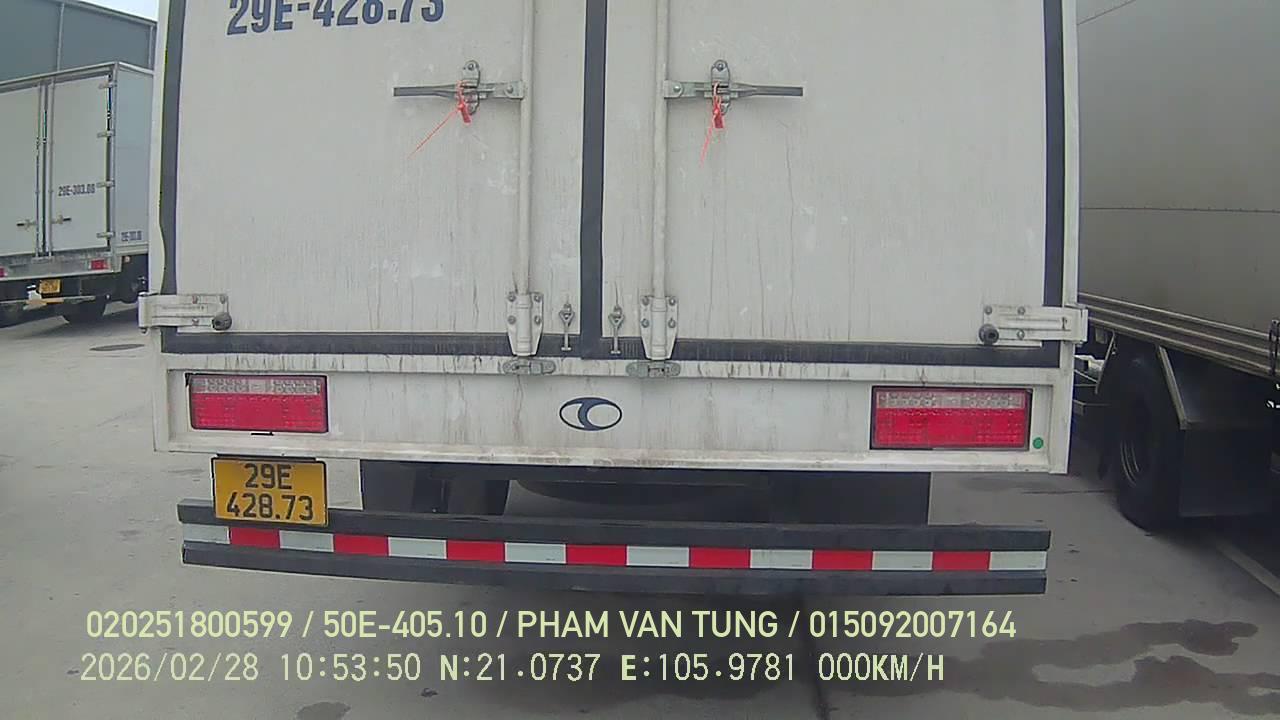 29E-428.73
29E-303.08
29E
428.73
020251800599 / 50E-405.10 / PHAM VAN TUNG / 015092007164
2026/02/28 10:53:50 N:21.0737 E:105.9781 000KM/H